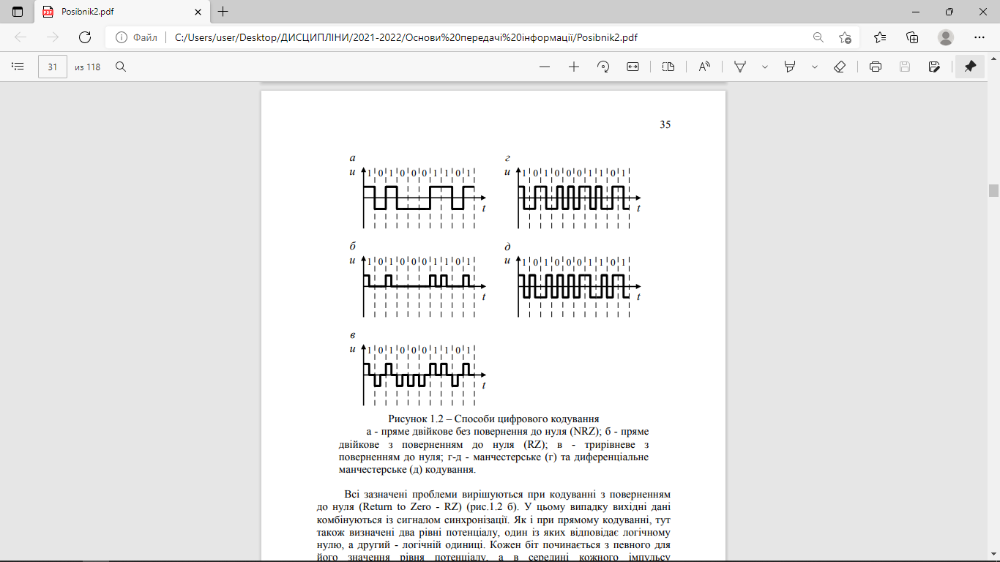 Posibnik2.pdf
Файл C:/Users/user/Desktop/ДИСЦИПЛІНИ/2021-2022/Основи%20передачі%20інформації/Posibnik2.pdf
31 из 118
35
а
и 1 0 1 0 0 0 1 1 0 1
t
г
и 1 0 1 0 0 0 1 1 0 1
t
б
и 1 0 1 0 0 0 1 1 0 1
t
д
и 1 0 1 0 0 0 1 1 0 1
t
в
и 1 0 1 0 0 0 1 1 0 1
t
Рисунок 1.2 – Способи цифрового кодування
а - пряме двійкове без повернення до нуля (NRZ); б - пряме
двійкове з поверненням до нуля (RZ); в - трирівневе з
поверненням до нуля; г-д - манчестерське (г) та диференціальне
манчестерське (д) кодування.
Всі зазначені проблеми вирішуються при кодуванні з поверненням
до нуля (Return to Zero - RZ) (рис.1.2 б). У цьому випадку вихідні дані
комбінуються із сигналом синхронізації. Як і при прямому кодуванні, тут
також визначені два рівні потенціалу, один із яких відповідає логічному
нулю, а другий - логічній одиниці. Кожен біт починається з певного для
його значення рівня потенціалу, а в середині кожного імпульсу